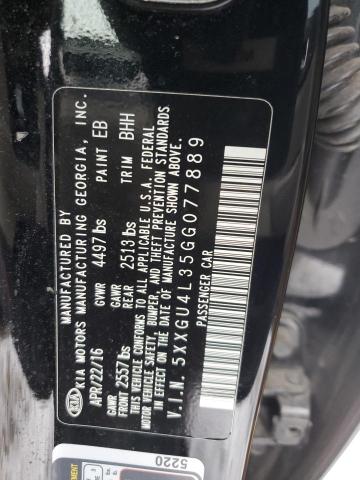 KIA
MANUFACTURED BY
KIA MOTORS MANUFACTURING GEORGIA, INC.
APR/22/16 GVWR 4497 lbs PAINT EB
GAWR GAWR
FRONT 2557 lbs REAR 2513 lbs TRIM BHH
THIS VEHICLE CONFORMS TO ALL APPLICABLE U.S.A. FEDERAL
MOTOR VEHICLE SAFETY, BUMPER, AND THEFT PREVENTION STANDARDS
IN EFFECT ON THE DATE OF MANUFACTURE SHOWN ABOVE.
V.I.N. 5XXGU4L35GG077889
PASSENGER CAR
5220